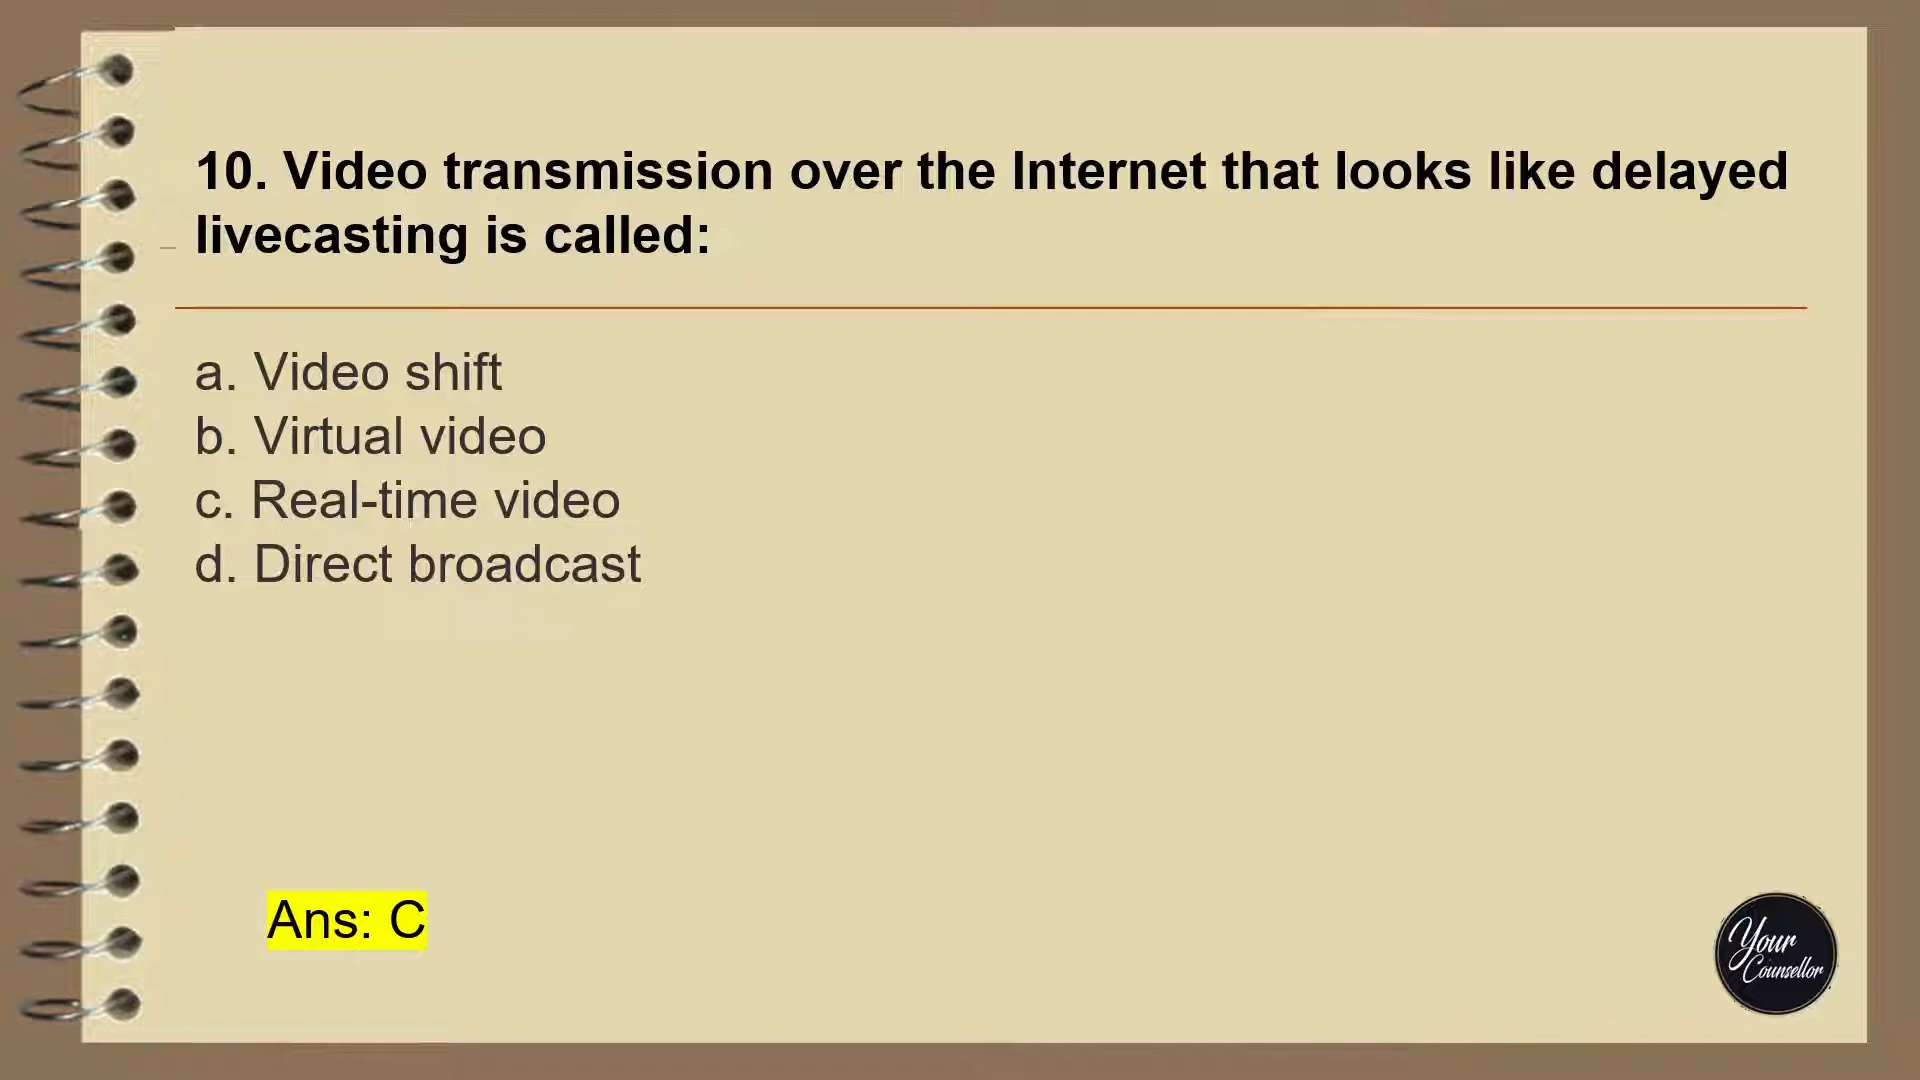 10. Video transmission over the Internet that looks like delayed
livecasting is called:
a. Video shift
b. Virtual video
c. Real-time video
d. Direct broadcast
Ans: C
Your
Counsellor